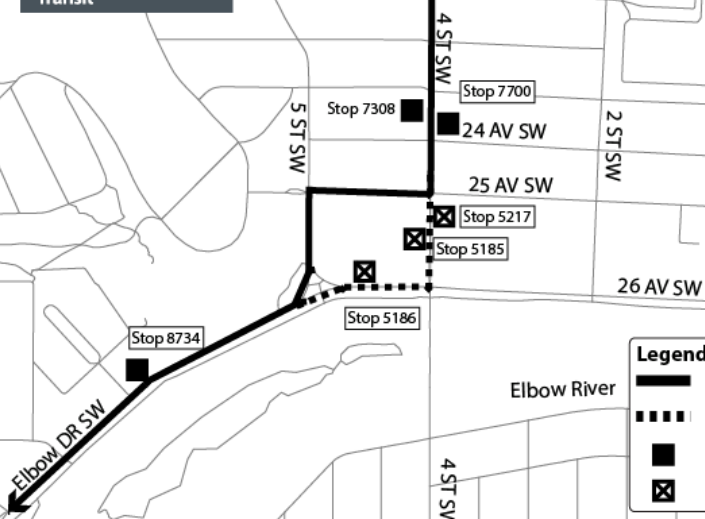 Transit
4 ST SW
Stop 7700
Stop 7308
24 AV SW
5 ST SW
2 ST SW
25 AV SW
Stop 5217
Stop 5185
26 AV SW
Stop 5186
Stop 8734
Legend
Elbow River
Elbow DR SW
4 ST SW